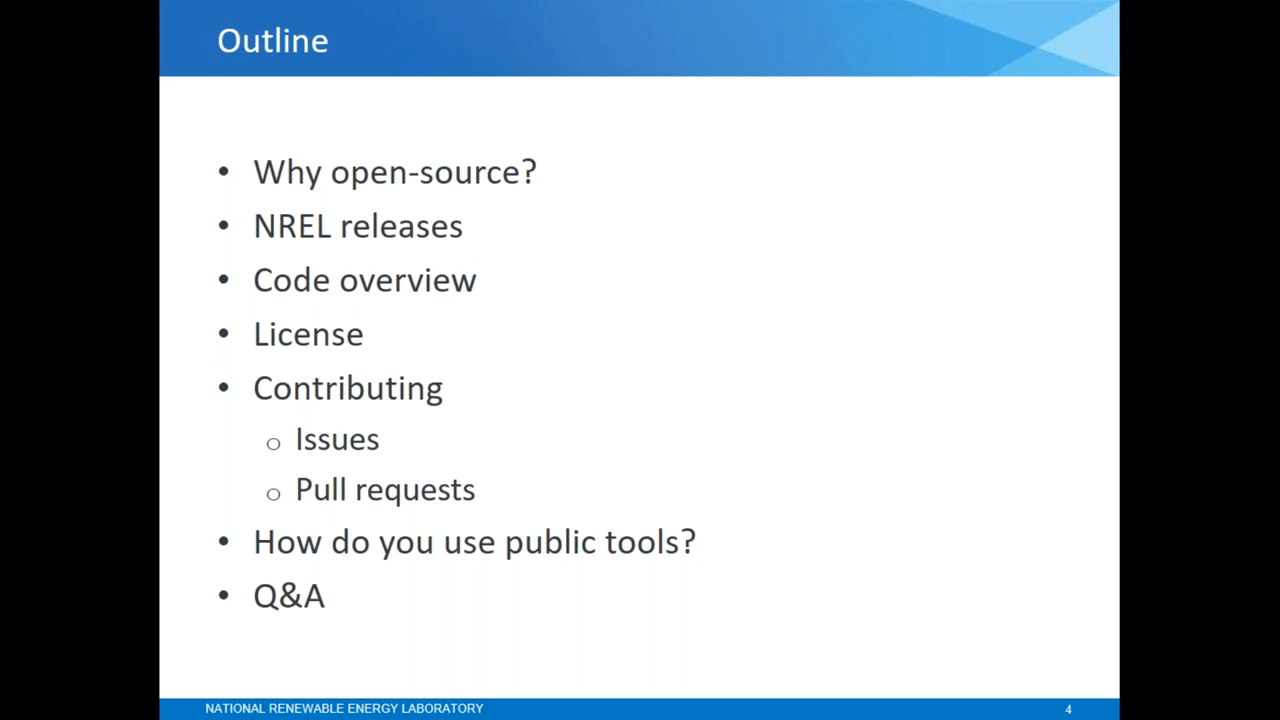 Outline
• Why open-source?
• NREL releases
• Code overview
• License
• Contributing
o Issues
o Pull requests
• How do you use public tools?
• Q&A
NATIONAL RENEWABLE ENERGY LABORATORY
4